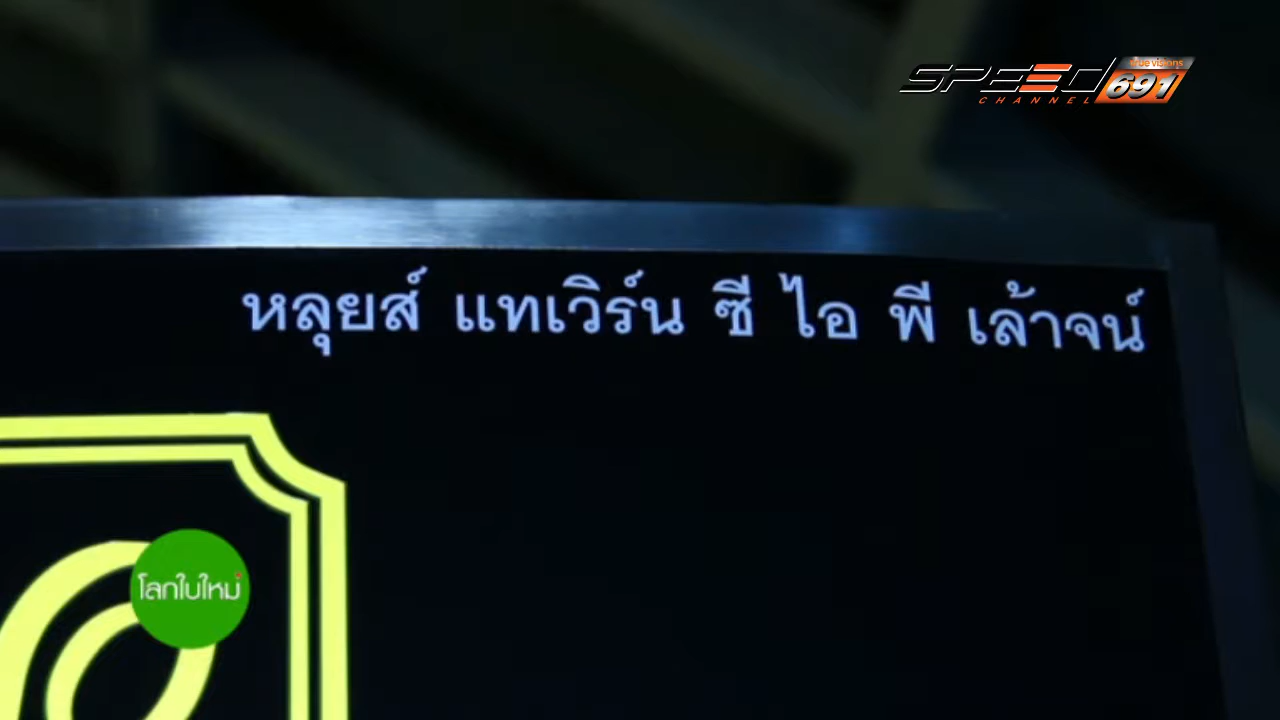 SPEED
true visions
CHANNEL 691
หลุยส์ แทเวิร์น ซี ไอ พี เล้าจน์
โลกใบใหม่